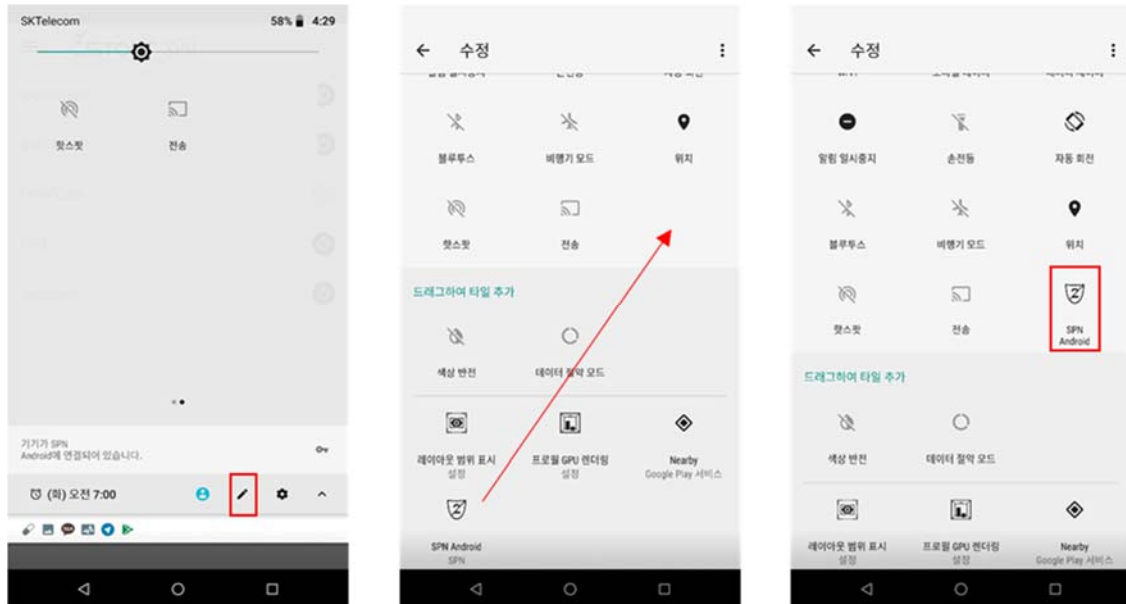 SKTelecom 58% 4:29
핫스팟 전송
기기가 SPN
Android에 연결되어 있습니다.
(화) 오전 7:00
수정
블루투스 비행기 모드 위치
핫스팟 전송
드래그하여 타일 추가
색상 반전 데이터 절약 모드
레이아웃 범위 표시 프로필 GPU 렌더링 Nearby
설정 설정 Google Play 서비스
SPN Android
SPN
수정
알림 일시중지 손전등 자동 회전
블루투스 비행기 모드 위치
핫스팟 전송 SPN
Android
드래그하여 타일 추가
색상 반전 데이터 절약 모드
레이아웃 범위 표시 프로필 GPU 렌더링 Nearby
설정 설정 Google Play 서비스